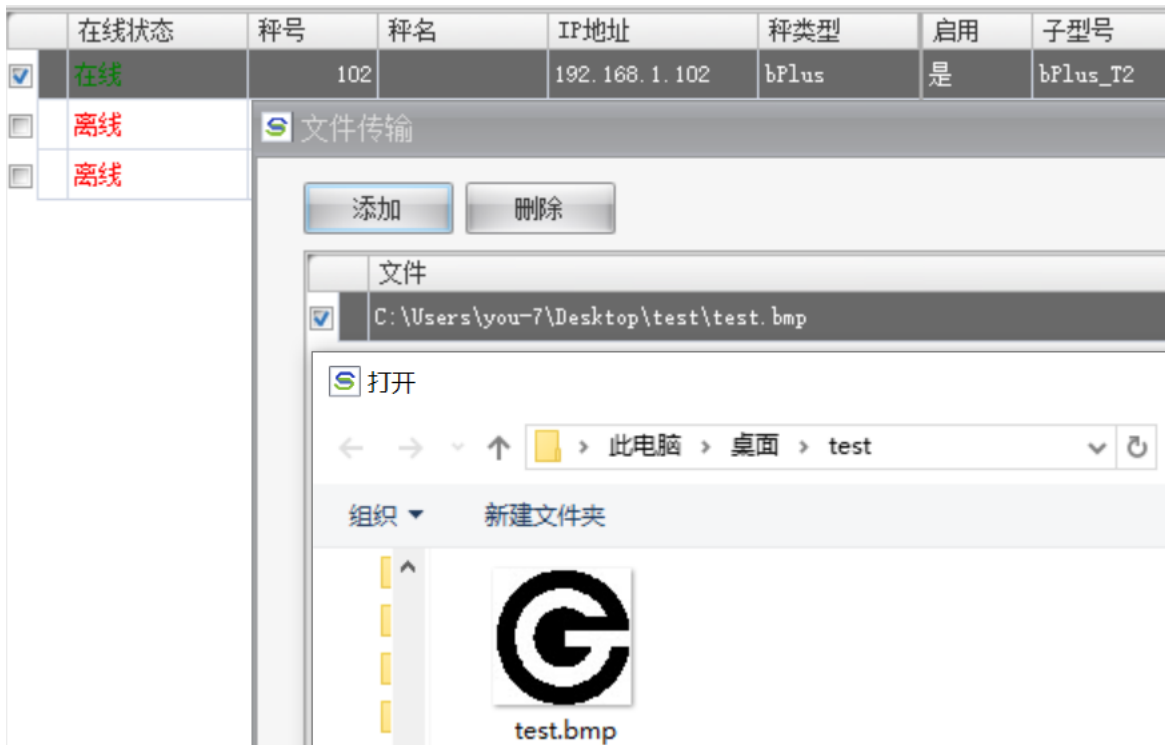 在线状态 秤号 秤名 IP地址 秤类型 启用 子型号
在线 102 192.168.1.102 bPlus 是 bPlus_T2
离线
文件传输
离线
添加 删除
文件
C:\Users\you-7\Desktop\test\test.bmp
打开
此电脑 > 桌面 > test
组织 新建文件夹
test.bmp